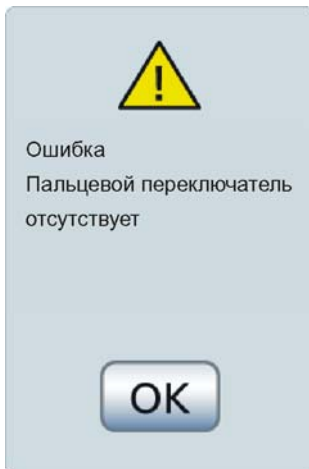 !
Ошибка
Пальцевой переключатель
отсутствует
OK